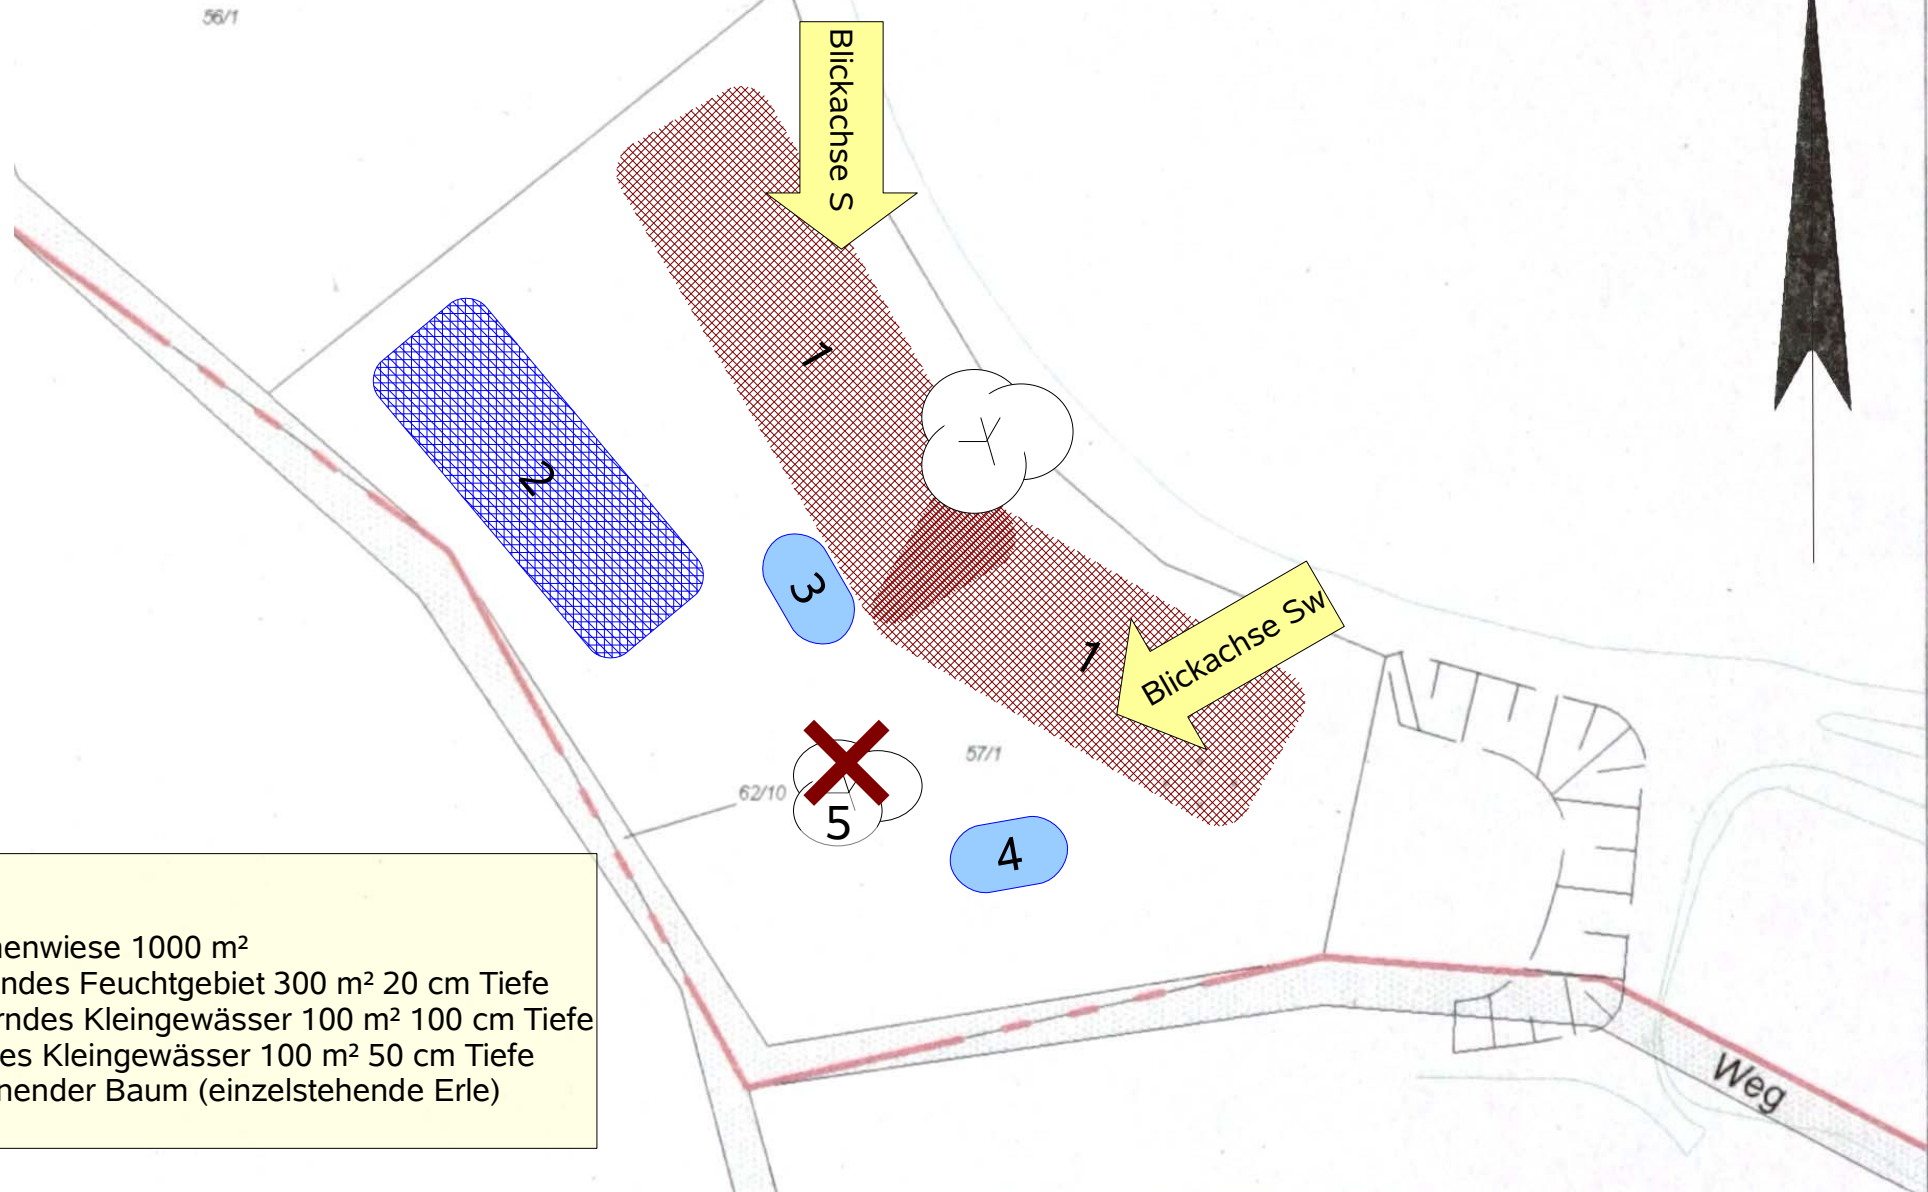 56/1
Blickachse S
1
2
3
1
Blickachse Sw
57/1
62/10
5
4
enwiese 1000 m²
ndes Feuchtgebiet 300 m² 20 cm Tiefe
rndes Kleingewässer 100 m² 100 cm Tiefe
es Kleingewässer 100 m² 50 cm Tiefe
nender Baum (einzelstehende Erle)
Weg